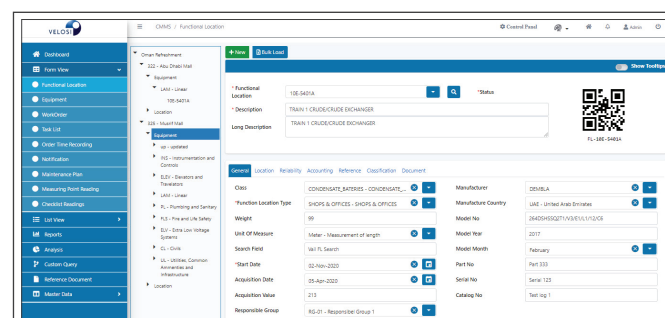 VELOSI
CMMS / Functional Location
Control Panel
Admin
Dashboard
Form View
Functional Location
Equipment
WorkOrder
Task List
Order Time Recording
Notification
Maintenance Plan
Measuring Point Reading
Checklist Readings
List View
Reports
Analysis
Custom Query
Reference Document
Master Data
Oman Refreshment
222 - Abu Dhabi Mall
Equipment
LAM - Linear
10E-5401A
Location
325 - Muscif Mall
Equipment
up - updated
INS - Instrumentation and
Controls
ELEV - Elevators and
Travelators
LAM - Linear
PL - Plumbing and Sanitary
FLS - Fire and Life Safety
ELV - Extra Low Voltage
Systems
CL - Civils
UL - Utilities, Common
Ammenities and
Infrastructure
Location
+ New
Bulk Load
Show Tooltips
* Functional
Location
10E-5401A
*Status
* Description
TRAIN 1 CRUDE/CRUDE EXCHANGER
Long Description
TRAIN 1 CRUDE/CRUDE EXCHANGER
FL-10E-5401A
General Location Reliability Accounting Reference Classification Document
Class
CONDENSATE_BATERIES - CONDENSATE_...
Manufacturer
DEMBLA
*Function Location Type
SHOPS & OFFICES - SHOPS & OFFICES
Manufacture Country
UAE - United Arab Emirates
Weight
99
Model No
Unit Of Measure
Meter - Measurement of length
Model Year
2017
Search Field
Vail FL Search
Model Month
February
*Start Date
02-Nov-2020
Part No
Part 333
Acquisition Date
05-Apr-2020
Serial No
Serial 123
Acquisition Value
213
Catalog No
Test log 1
Responsible Group
RG-01 - Responsibel Group 1